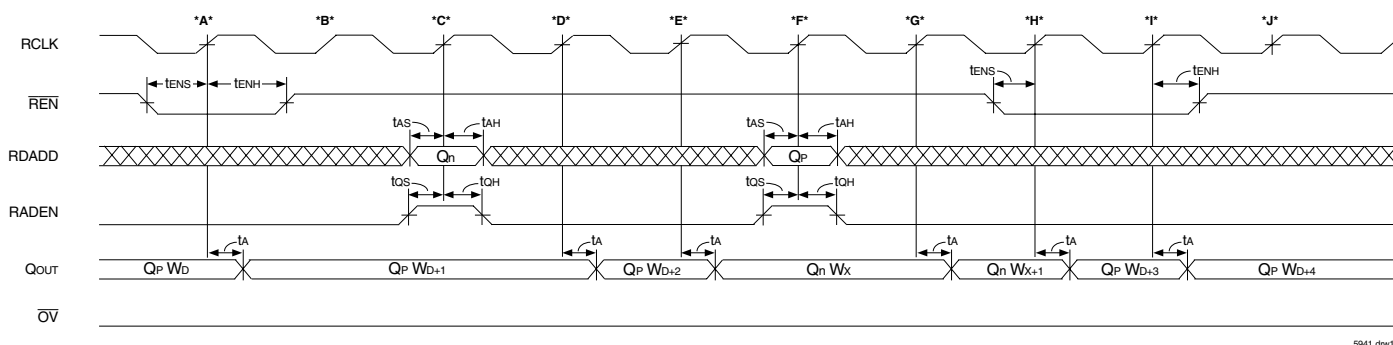 *A* *B* *C* *D* *E* *F* *G* *H* *I* *J*
RCLK
tENS tENH tENS tENH
REN
tAS tAH tAS tAH
RDADD Qn QP
tQS tQH tQS tQH
RADEN
tA tA tA tA tA tA
QOUT QP WD QP WD+1 QP WD+2 Qn WX Qn WX+1 QP WD+3 QP WD+4
OV